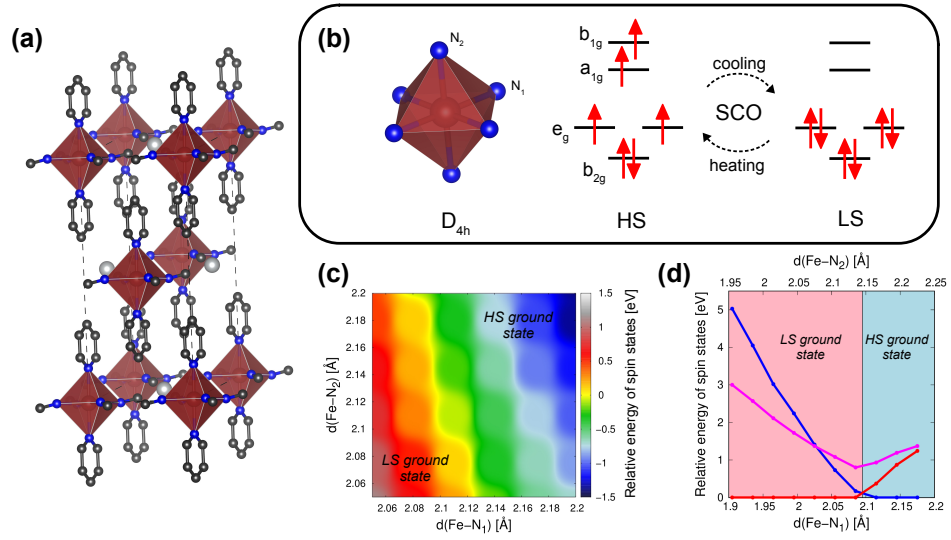 (a)
(b)
N₂
N₁
D₄ₕ
b₁g
a₁g
e_g
b₂g
HS
cooling
SCO
heating
LS
(c)
2.2
2.18
2.16
2.14
2.12
2.1
2.08
2.06
d(Fe−N₂) [Å]
HS ground
state
LS ground
state
2.06 2.08 2.1 2.12 2.14 2.16 2.18 2.2
d(Fe−N₁) [Å]
1.5
1
0.5
0
-0.5
-1
-1.5
Relative energy of spin states [eV]
(d)
d(Fe−N₂) [Å]
1.95 2 2.05 2.1 2.15 2.2 2.25
5
4
3
2
1
0
Relative energy of spin states [eV]
LS ground
state
HS ground
state
1.9 1.95 2 2.05 2.1 2.15 2.2
d(Fe−N₁) [Å]